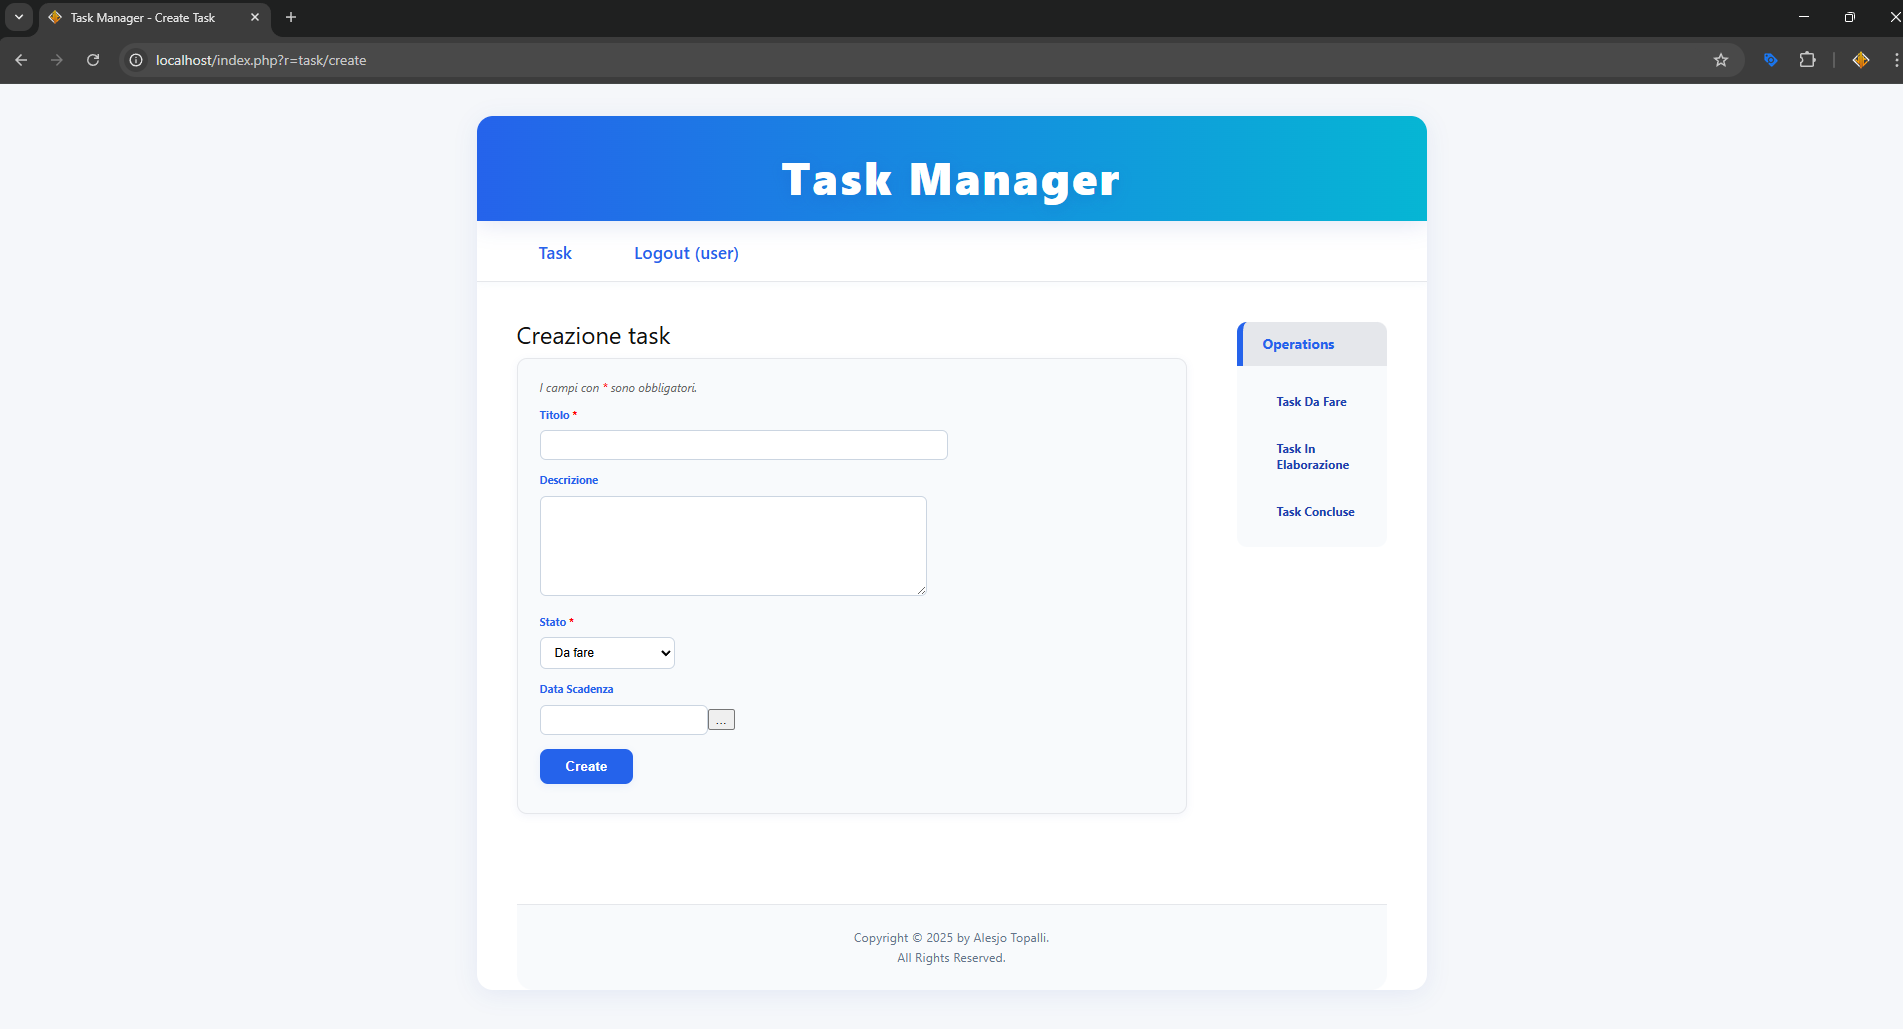 Task Manager - Create Task
localhost/index.php?r=task/create
Task Manager
Task
Logout (user)
Creazione task
I campi con * sono obbligatori.
Titolo *
Descrizione
Stato *
Da fare
Data Scadenza
...
Create
Operations
Task Da Fare
Task In
Elaborazione
Task Concluse
Copyright © 2025 by Alesjo Topalli.
All Rights Reserved.